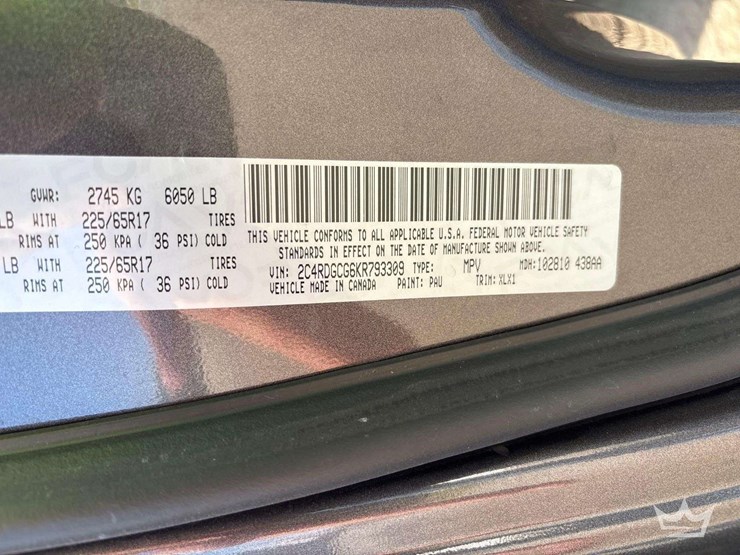 GVWR: 2745 KG 6050 LB
LB WITH 225/65R17 TIRES
RIMS AT 250 KPA ( 36 PSI) COLD
LB WITH 225/65R17 TIRES
RIMS AT 250 KPA ( 36 PSI) COLD
THIS VEHICLE CONFORMS TO ALL APPLICABLE U.S.A. FEDERAL MOTOR VEHICLE SAFETY
STANDARDS IN EFFECT ON THE DATE OF MANUFACTURE SHOWN ABOVE.
VIN: 2C4RDGCG6KR793309 TYPE: MPV MDH: 102810 438AA
VEHICLE MADE IN CANADA PAINT: PAU TRIM: XLX1